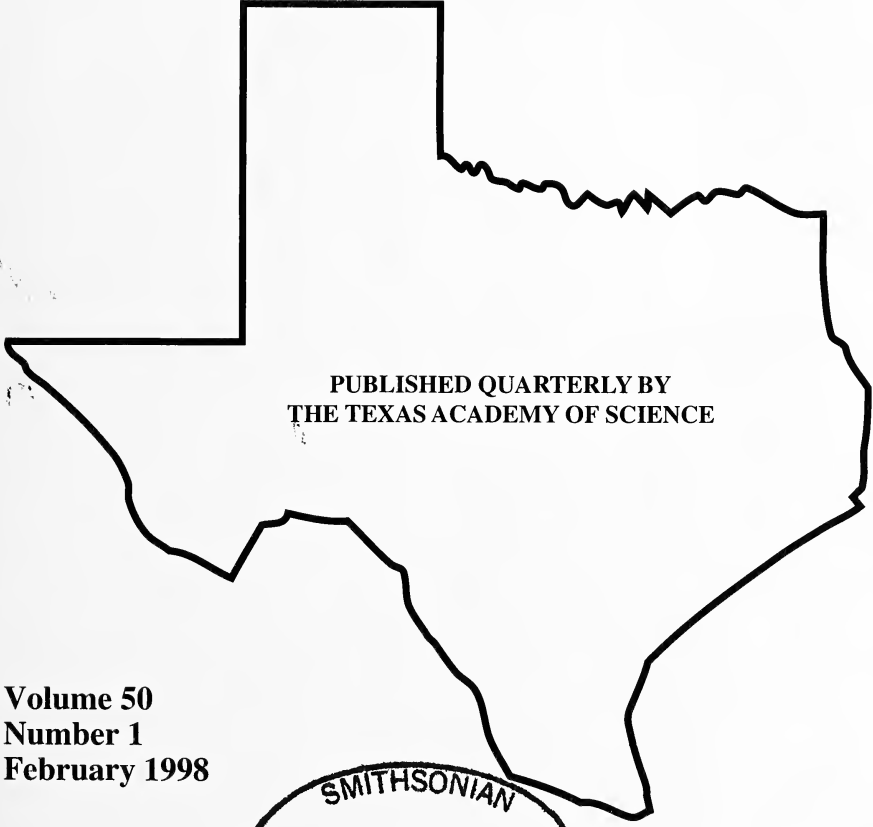 PUBLISHED QUARTERLY BY
THE TEXAS ACADEMY OF SCIENCE
Volume 50
Number 1
February 1998
SMITHSONIAN